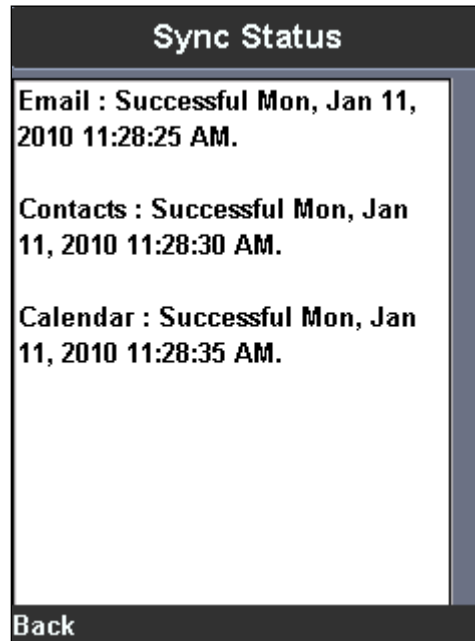 Sync Status
Email : Successful Mon, Jan 11,
2010 11:28:25 AM.
Contacts : Successful Mon, Jan
11, 2010 11:28:30 AM.
Calendar : Successful Mon, Jan
11, 2010 11:28:35 AM.
Back